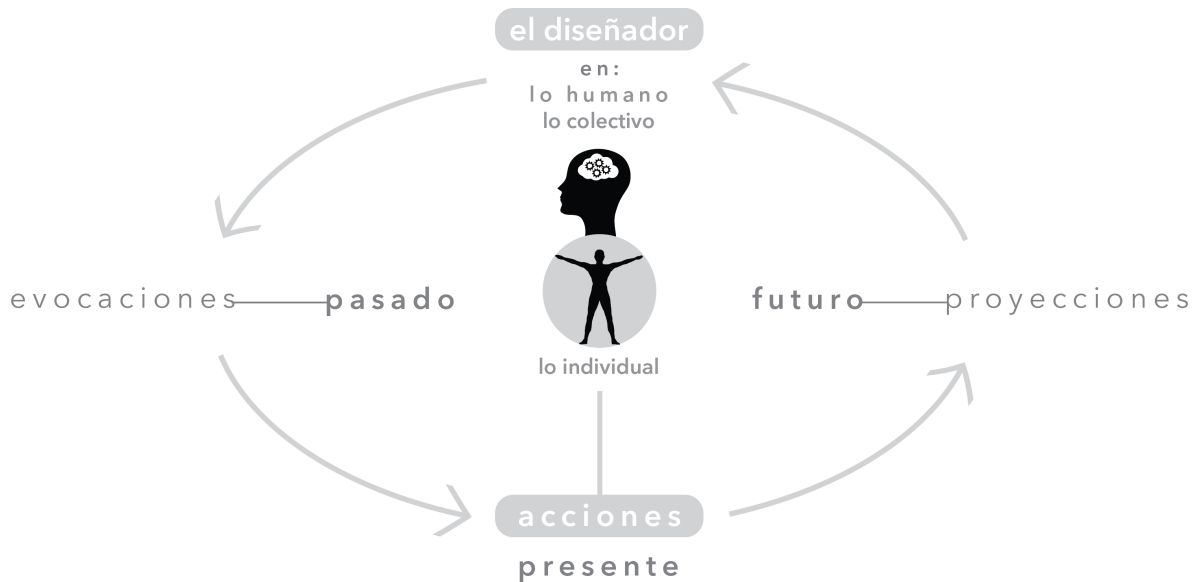 el diseñador
en:
lo humano
lo colectivo
evocaciones pasado
futuro proyecciones
lo individual
acciones
presente